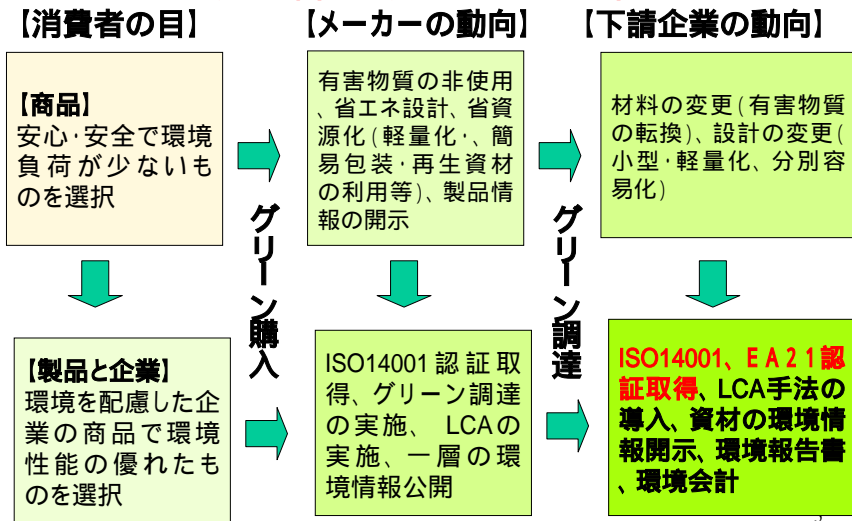 【消費者の目】
【メーカーの動向】
【下請企業の動向】
【商品】
安心・安全で環境
負荷が少ないも
のを選択
有害物質の非使用
、省エネ設計、省資
源化(軽量化・、簡
易包装・再生資材
の利用等)、製品情
報の開示
材料の変更(有害物質
の転換)、設計の変更(
小型・軽量化、分別容
易化)
グリーン購入
グリーン調達
【製品と企業】
環境を配慮した企
業の商品で環境
性能の優れたも
のを選択
ISO14001認証取
得、グリーン調達
の実施、 LCAの
実施、一層の環
境情報公開
ISO14001、ＥＡ２１認
証取得、LCA手法の
導入、資材の環境情
報開示、環境報告書
、環境会計